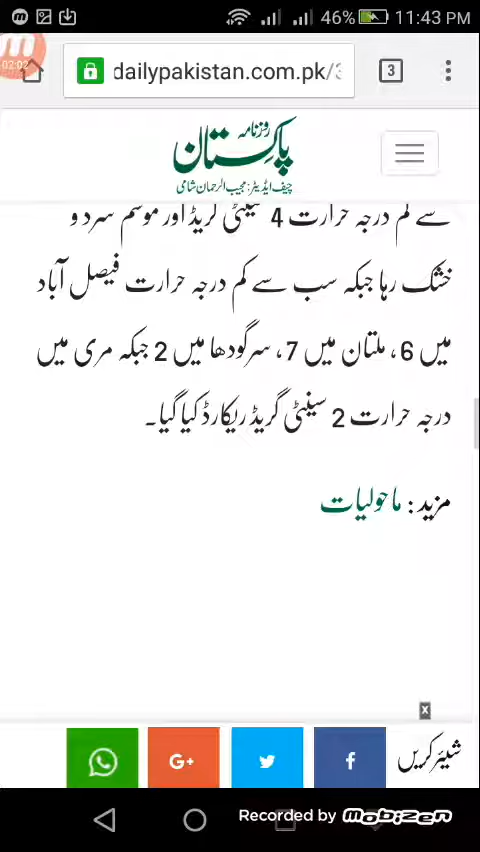 46% 11:43 PM
02:02
dailypakistan.com.pk/3
3
روزنامہ
پاکستان
چیف ایڈیٹر: مجیب الرحمان شامی
سے کم درجہ حرارت 4 سینٹی گریڈ اور موسم سرد و
خشک رہا جبکہ سب سے کم درجہ حرارت فیصل آباد
میں 6، ملتان میں 7، سرگودھا میں 2 جبکہ مری میں
درجہ حرارت 2 سینٹی گریڈ ریکارڈ کیا گیا۔
مزید : ماحولیات
x
شیئر کریں
G+
f
Recorded by Mobizen